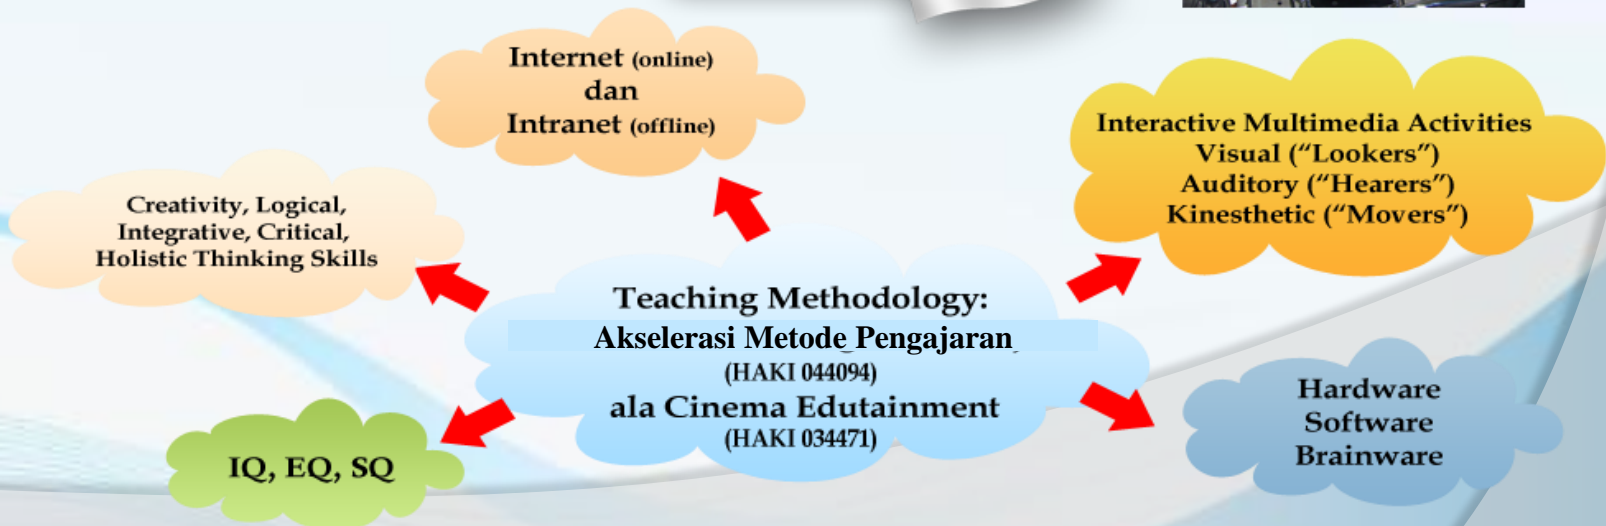 Internet (online)
dan
Intranet (offline)
Interactive Multimedia Activities
Visual (“Lookers”)
Auditory (“Hearers”)
Kinesthetic (“Movers”)
Creativity, Logical,
Integrative, Critical,
Holistic Thinking Skills
Teaching Methodology:
Akselerasi Metode Pengajaran
(HAKI 044094)
ala Cinema Edutainment
(HAKI 034471)
Hardware
Software
Brainware
IQ, EQ, SQ